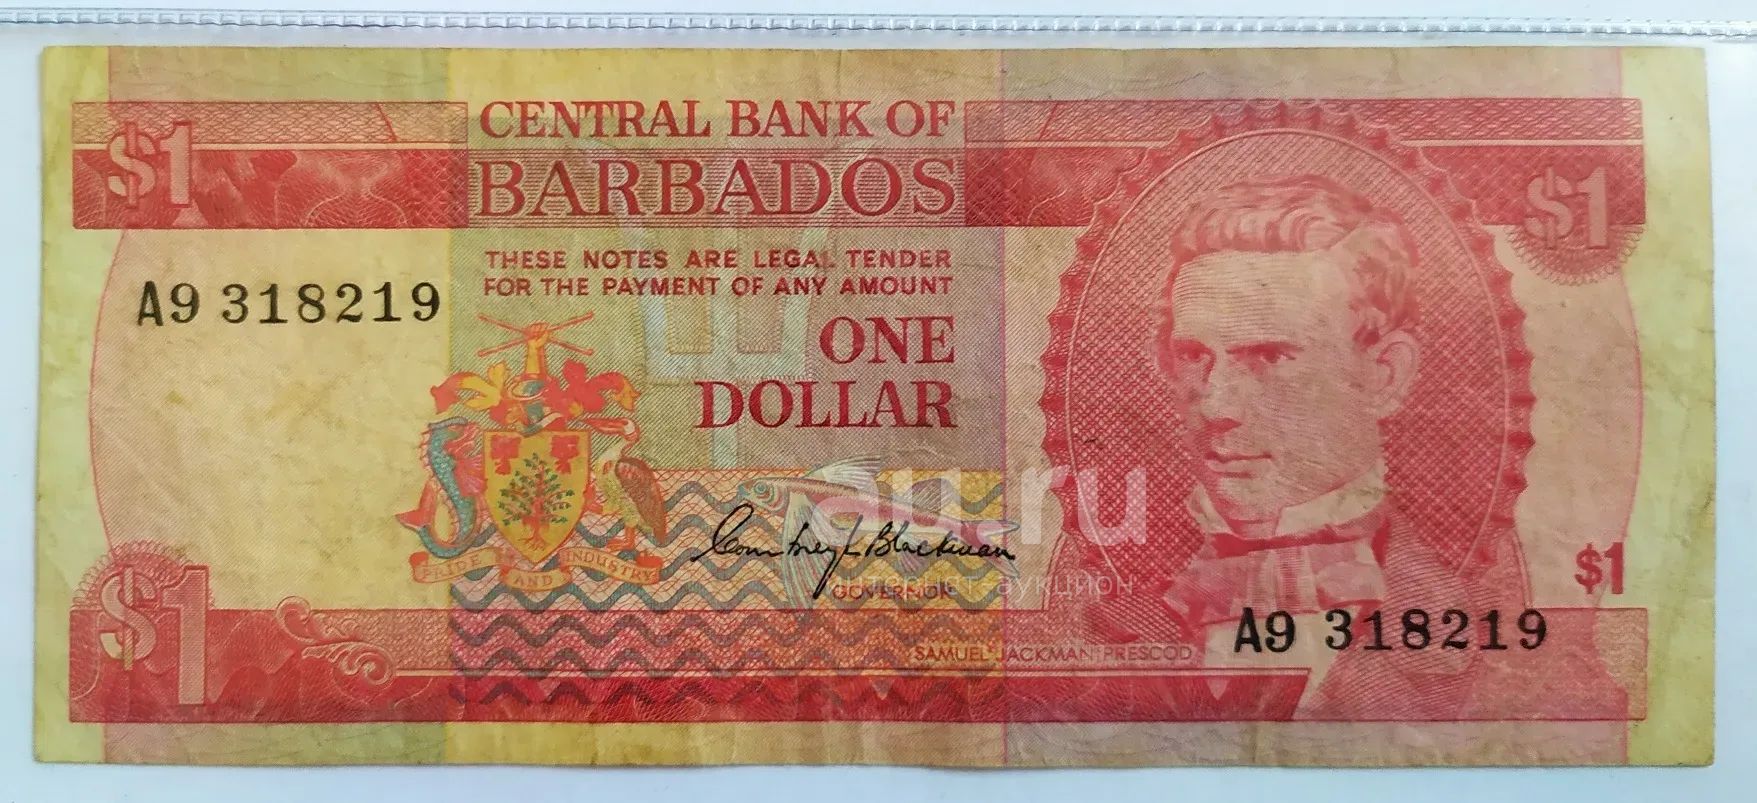 CENTRAL BANK OF
BARBADOS
$1
$1
THESE NOTES ARE LEGAL TENDER
FOR THE PAYMENT OF ANY AMOUNT
A9 318219
ONE
DOLLAR
au.ru
интернет-аукцион
PRIDE AND INDUSTRY
Courtney N Blackman
GOVERNOR
$1
$1
A9 318219
SAMUEL JACKMAN PRESCOD